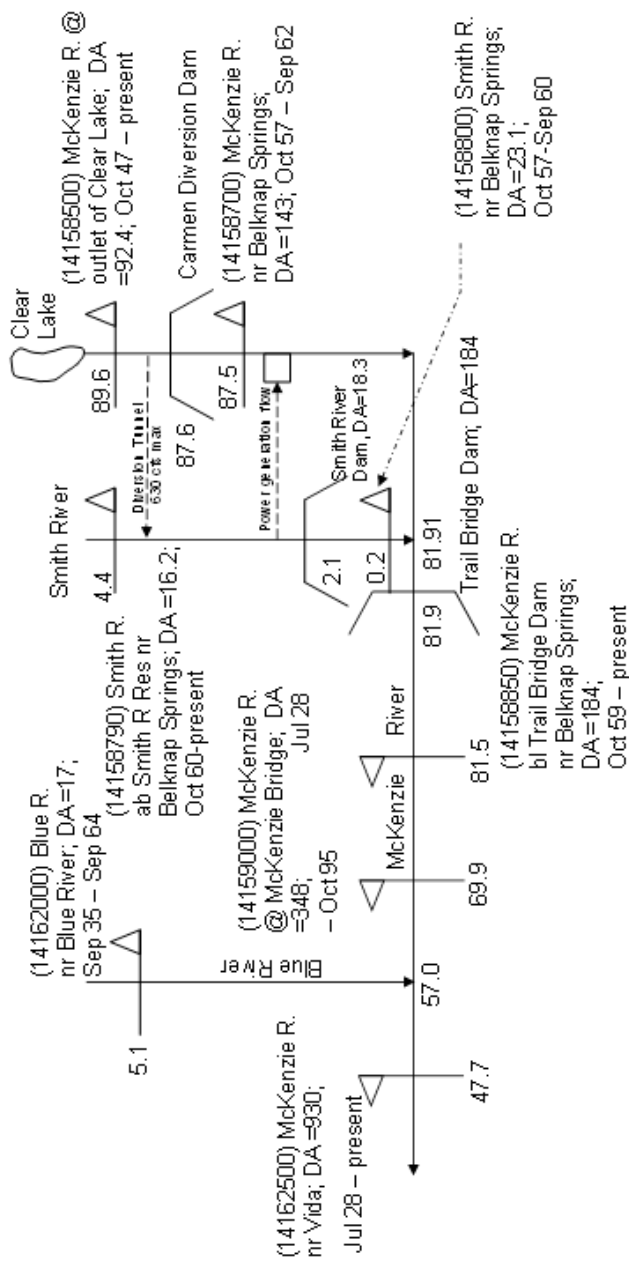 Clear
Lake
(14158500) McKenzie R. @
outlet of Clear Lake; DA
=92.4; Oct 47 – present
89.6
Diversion Tunnel
630 cfs max
Carmen Diversion Dam
87.6
(14158700) McKenzie R.
nr Belknap Springs;
DA=143; Oct 57 – Sep 62
87.5
Power generation flow
Smith River
4.4
(14158790) Smith R.
ab Smith R Res nr
Belknap Springs; DA =16.2;
Oct 60-present
Smith River
Dam, DA=18.3
2.1
0.2
(14158800) Smith R.
nr Belknap Springs;
DA=23.1;
Oct 57-Sep 60
81.91
Trail Bridge Dam; DA=184
81.9
(14158850) McKenzie R.
bl Trail Bridge Dam
nr Belknap Springs;
DA=184;
Oct 59 – present
81.5
McKenzie River
(14159000) McKenzie R.
@ McKenzie Bridge; DA
=348; Jul 28
– Oct 95
69.9
(14162000) Blue R.
nr Blue River; DA=17;
Sep 35 – Sep 64
5.1
Blue River
57.0
(14162500) McKenzie R.
nr Vida; DA =930;
Jul 28 – present
47.7